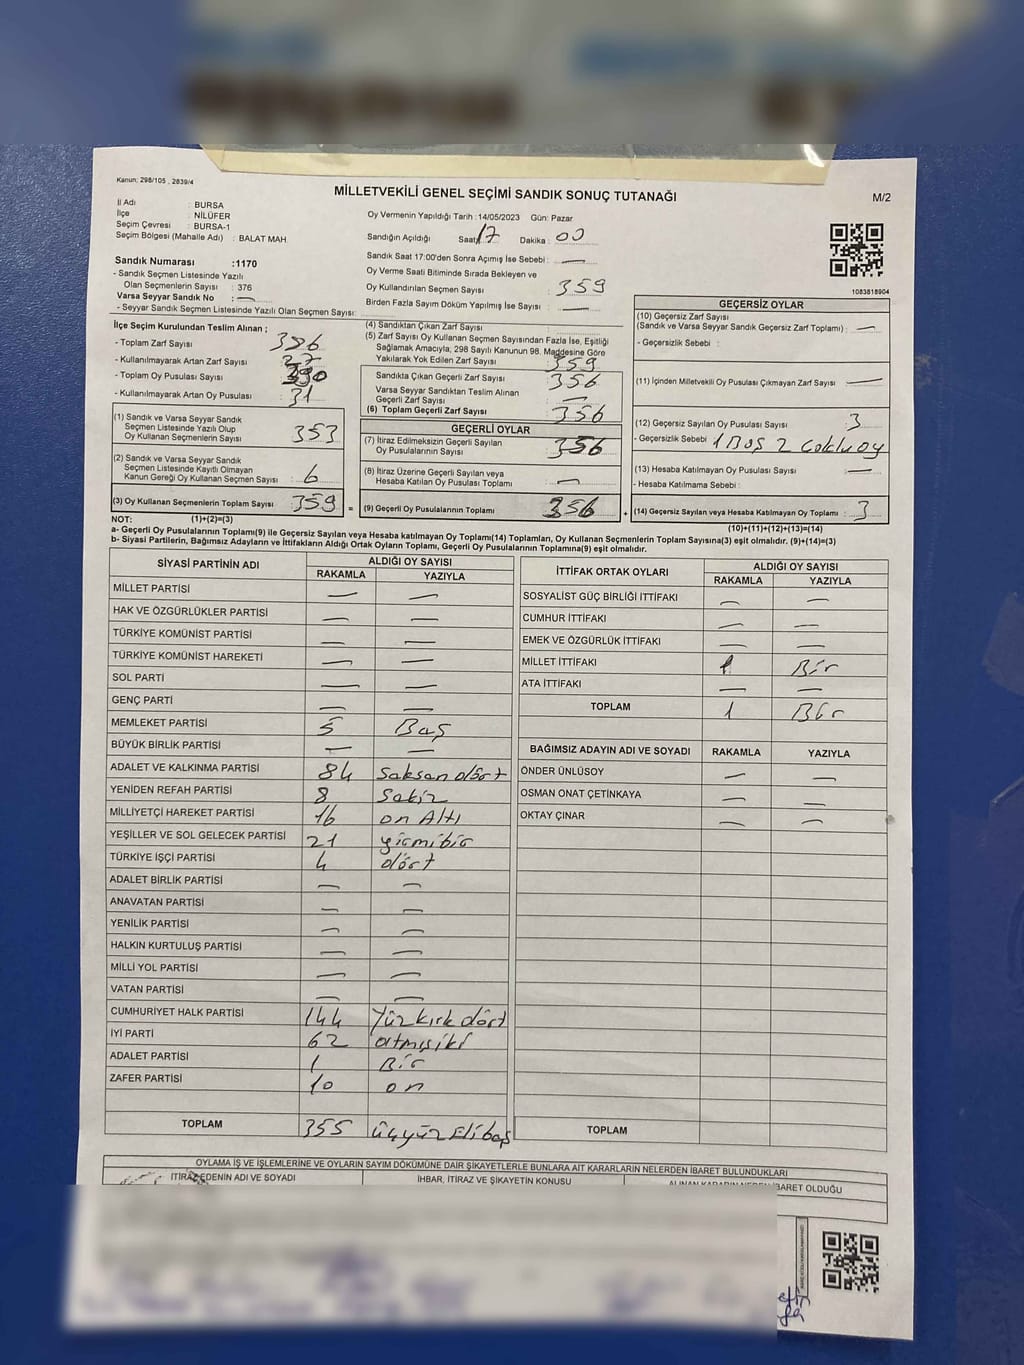 Kanun: 298/105 , 2839/4
MİLLETVEKİLİ GENEL SEÇİMİ SANDIK SONUÇ TUTANAĞI
M/2
İl Adı : BURSA
İlçe : NİLÜFER
Seçim Çevresi : BURSA-1
Seçim Bölgesi (Mahalle Adı) : BALAT MAH
Oy Vermenin Yapıldığı Tarih :14/05/2023 Gün: Pazar
Sandığın Açıldığı Saat: 17 Dakika : 00
Sandık Numarası :1170
- Sandık Seçmen Listesinde Yazılı
Olan Seçmenlerin Sayısı : 376
Varsa Seyyar Sandık No : —
- Seyyar Sandık Seçmen Listesinde Yazılı Olan Seçmen Sayısı:
Sandık Saat 17:00'den Sonra Açımış İse Sebebi : —
Oy Verme Saati Bitiminde Sırada Bekleyen ve
Oy Kullandırılan Seçmen Sayısı : 359
Birden Fazla Sayım Döküm Yapılmış İse Sayısı : —
1083818904
İlçe Seçim Kurulundan Teslim Alınan ;
- Toplam Zarf Sayısı
- Kullanılmayarak Artan Zarf Sayısı : 27
- Toplam Oy Pusulası Sayısı : 390
- Kullanılmayarak Artan Oy Pusulası : 31
(1) Sandık ve Varsa Seyyar Sandık
Seçmen Listesinde Yazılı Olup
Oy Kullanan Seçmenlerin Sayısı : 353
(2) Sandık ve Varsa Seyyar Sandık
Seçmen Listesinde Kayıtlı Olmayan
Kanun Gereği Oy Kullanan Seçmen Sayısı : 6
(3) Oy Kullanan Seçmenlerin Toplam Sayısı : 359 =
(4) Sandıktan Çıkan Zarf Sayısı :
(5) Zarf Sayısı Oy Kullanan Seçmen Sayısından Fazla İse, Eşitliği
Sağlamak Amacıyla, 298 Sayılı Kanunun 98. Maddesine Göre
Yakılarak Yok Edilen Zarf Sayısı : 359
Sandıkta Çıkan Geçerli Zarf Sayısı : 356
Varsa Seyyar Sandıktan Teslim Alınan
Geçerli Zarf Sayısı : —
(6) Toplam Geçerli Zarf Sayısı : 356
GEÇERLİ OYLAR
(7) İtiraz Edilmeksizin Geçerli Sayılan
Oy Pusulalarının Sayısı : 356
(8) İtiraz Üzerine Geçerli Sayılan veya
Hesaba Katılan Oy Pusulası Toplamı : —
(9) Geçerli Oy Pusulalarının Toplamı : 356 +
GEÇERSİZ OYLAR
(10) Geçersiz Zarf Sayısı
(Sandık ve Varsa Seyyar Sandık Geçersiz Zarf Toplamı) : —
- Geçersizlik Sebebi :
(11) İçinden Milletvekili Oy Pusulası Çıkmayan Zarf Sayısı : —
(12) Geçersiz Sayılan Oy Pusulası Sayısı : 3
- Geçersizlik Sebebi : 1 Boş 2 Çoklu oy
(13) Hesaba Katılmayan Oy Pusulası Sayısı : —
- Hesaba Katılmama Sebebi :
(14) Geçersiz Sayılan veya Hesaba Katılmayan Oy Toplamı : 3
NOT: (1)+(2)=(3)
(10)+(11)+(12)+(13)=(14)
a- Geçerli Oy Pusulalarının Toplamı(9) ile Geçersiz Sayılan veya Hesaba katılmayan Oy Toplamı(14) Toplamları, Oy Kullanan Seçmenlerin Toplam Sayısına(3) eşit olmalıdır. (9)+(14)=(3)
b- Siyasi Partilerin, Bağımsız Adayların ve İttifakların Aldığı Ortak Oyların Toplamı, Geçerli Oy Pusulalarının Toplamına(9) eşit olmalıdır.
SİYASİ PARTİNİN ADI ALDIĞI OY SAYISI
RAKAMLA YAZIYLA
MİLLET PARTİSİ — —
HAK VE ÖZGÜRLÜKLER PARTİSİ — —
TÜRKİYE KOMÜNİST PARTİSİ — —
TÜRKİYE KOMÜNİST HAREKETİ — —
SOL PARTİ — —
GENÇ PARTİ — —
MEMLEKET PARTİSİ 5 Beş
BÜYÜK BİRLİK PARTİSİ — —
ADALET VE KALKINMA PARTİSİ 84 Seksen dört
YENİDEN REFAH PARTİSİ 8 Sekiz
MİLLİYETÇİ HAREKET PARTİSİ 16 on Altı
YEŞİLLER VE SOL GELECEK PARTİSİ 21 yirmibir
TÜRKİYE İŞÇİ PARTİSİ 4 dört
ADALET BİRLİK PARTİSİ — —
ANAVATAN PARTİSİ — —
YENİLİK PARTİSİ — —
HALKIN KURTULUŞ PARTİSİ — —
MİLLİ YOL PARTİSİ — —
VATAN PARTİSİ — —
CUMHURİYET HALK PARTİSİ 144 Yüzkırkdört
İYİ PARTİ 62 atmışiki
ADALET PARTİSİ 1 Bir
ZAFER PARTİSİ 10 on
TOPLAM 355 üçyüzElibeş
İTTİFAK ORTAK OYLARI ALDIĞI OY SAYISI
RAKAMLA YAZIYLA
SOSYALİST GÜÇ BİRLİĞİ İTTİFAKI — —
CUMHUR İTTİFAKI — —
EMEK VE ÖZGÜRLÜK İTTİFAKI — —
MİLLET İTTİFAKI 1 Bir
ATA İTTİFAKI — —
TOPLAM 1 Bir
BAĞIMSIZ ADAYIN ADI VE SOYADI RAKAMLA YAZIYLA
ÖNDER ÜNLÜSOY — —
OSMAN ONAT ÇETİNKAYA — —
OKTAY ÇINAR — —
TOPLAM
OYLAMA İŞ VE İŞLEMLERİNE VE OYLARIN SAYIM DÖKÜMÜNE DAİR ŞİKAYETLERLE BUNLARA AİT KARARLARIN NELERDEN İBARET BULUNDUKLARI
İTİRAZ EDENİN ADI VE SOYADI İHBAR, İTİRAZ VE ŞİKAYETİN KONUSU ALINAN KARARIN NEDEN İBARET OLDUĞU